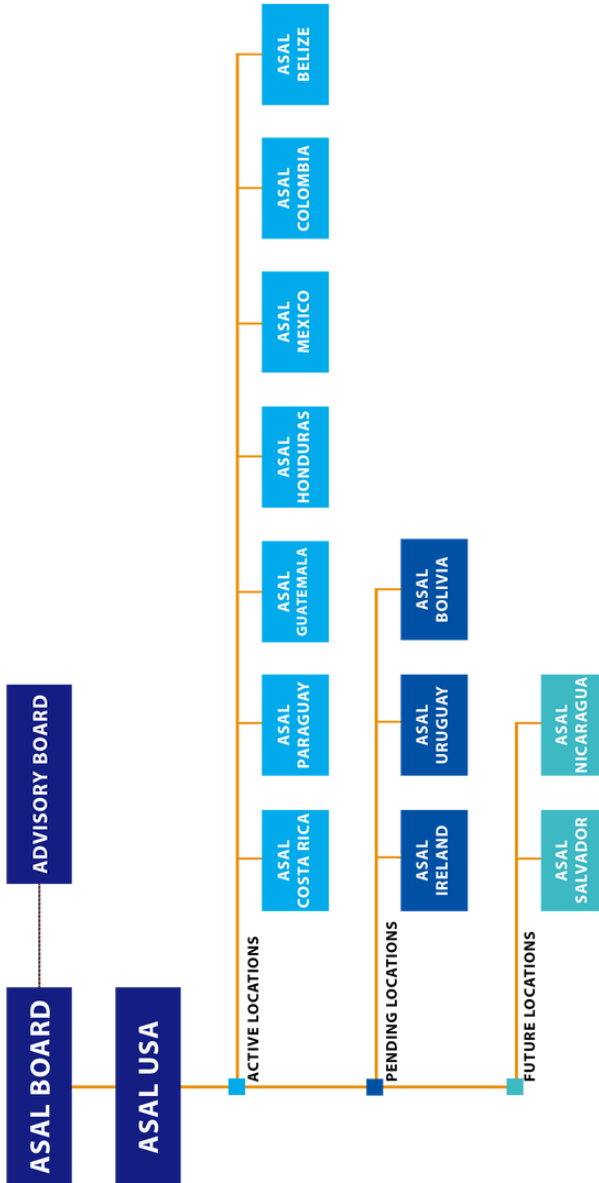 ASAL BOARD
ADVISORY BOARD
ASAL USA
ACTIVE LOCATIONS
ASAL
COSTA RICA
ASAL
PARAGUAY
ASAL
GUATEMALA
ASAL
HONDURAS
ASAL
MEXICO
ASAL
COLOMBIA
ASAL
BELIZE
PENDING LOCATIONS
ASAL
IRELAND
ASAL
URUGUAY
ASAL
BOLIVIA
FUTURE LOCATIONS
ASAL
SALVADOR
ASAL
NICARAGUA